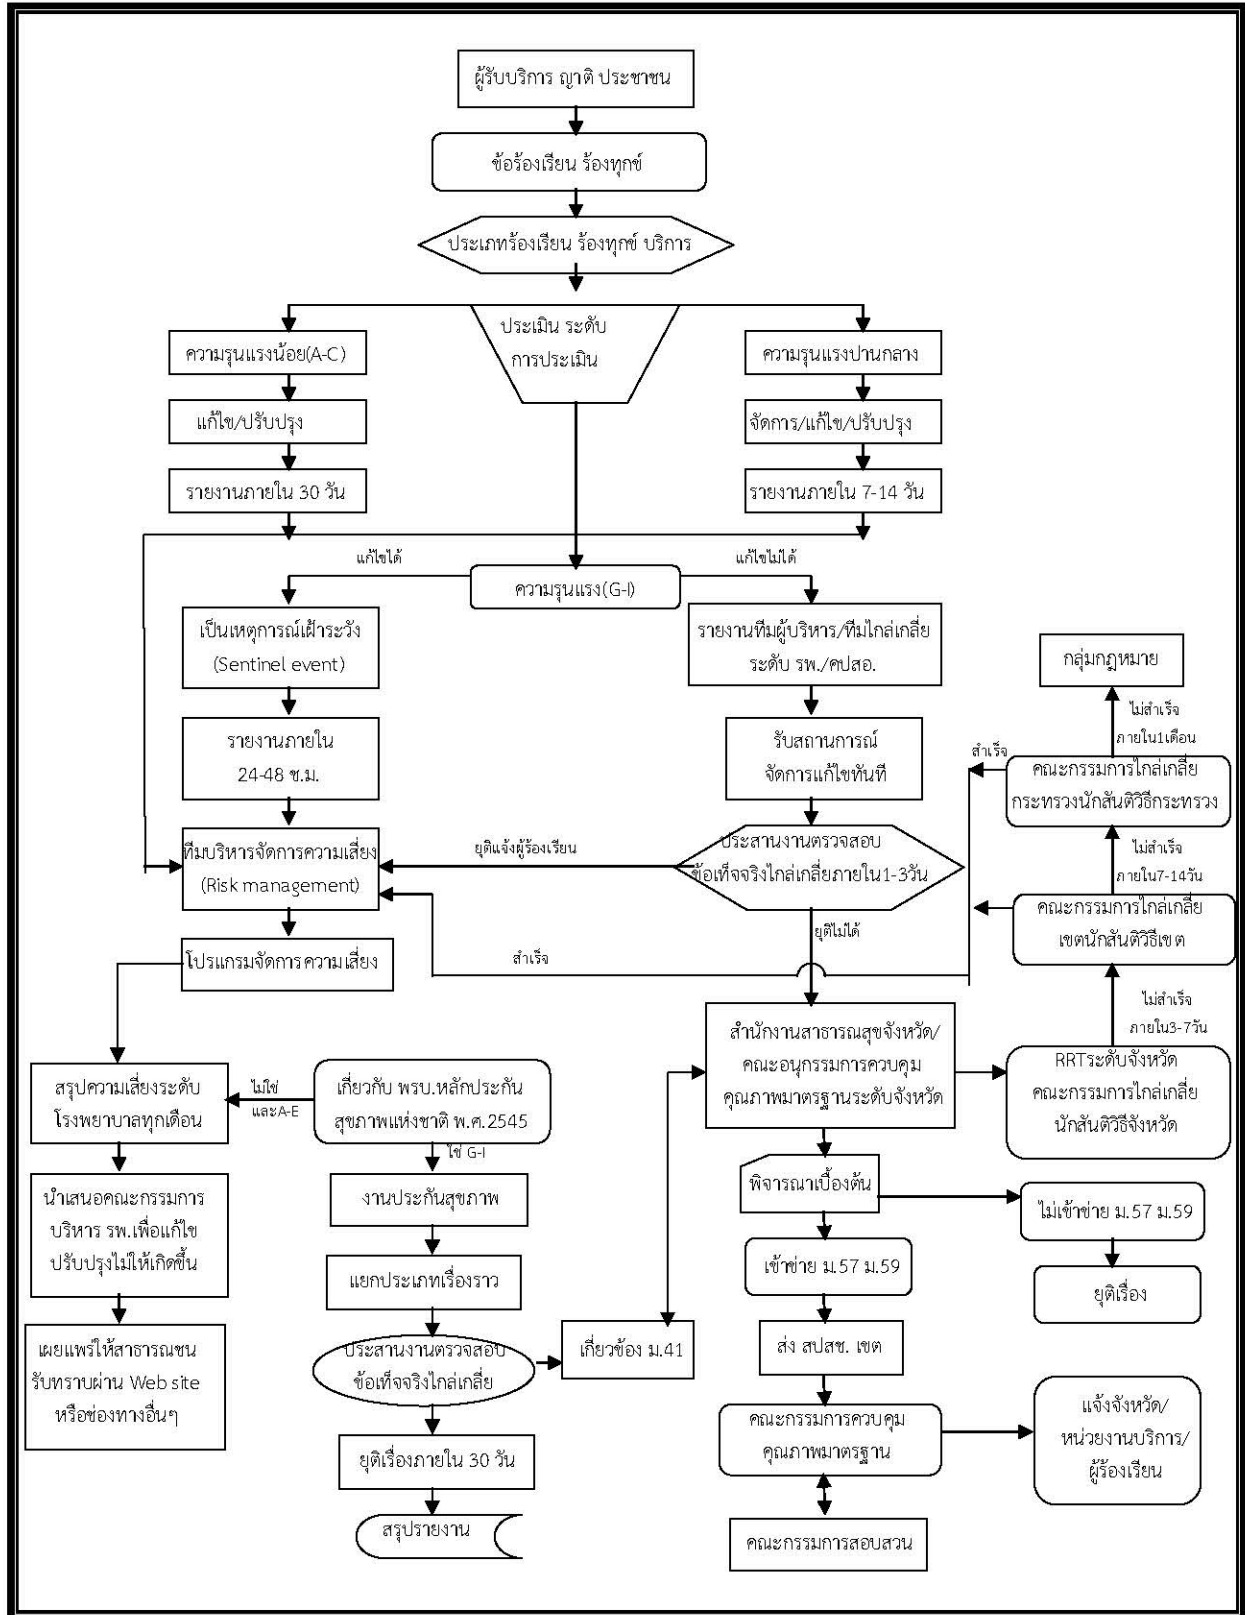 ผู้รับบริการ ญาติ ประชาชน
ข้อร้องเรียน ร้องทุกข์
ประเภทร้องเรียน ร้องทุกข์ บริการ
ประเมิน ระดับ
การประเมิน
ความรุนแรงน้อย(A-C)
ความรุนแรงปานกลาง
แก้ไข/ปรับปรุง
จัดการ/แก้ไข/ปรับปรุง
รายงานภายใน 30 วัน
รายงานภายใน 7-14 วัน
แก้ไขได้
แก้ไขไม่ได้
ความรุนแรง(G-I)
เป็นเหตุการณ์เฝ้าระวัง
(Sentinel event)
รายงานทีมผู้บริหาร/ทีมไกล่เกลี่ย
ระดับ รพ./คปสอ.
กลุ่มกฎหมาย
ไม่สำเร็จ
ภายใน1เดือน
รายงานภายใน
24-48 ช.ม.
รับสถานการณ์
จัดการแก้ไขทันที
สำเร็จ
คณะกรรมการไกล่เกลี่ย
กระทรวงนักสันติวิธีกระทรวง
ทีมบริหารจัดการความเสี่ยง
(Risk management)
ยุติแจ้งผู้ร้องเรียน
ประสานงานตรวจสอบ
ข้อเท็จจริงไกล่เกลี่ยภายใน1-3วัน
ไม่สำเร็จ
ภายใน7-14วัน
คณะกรรมการไกล่เกลี่ย
เขตนักสันติวิธีเขต
ยุติไม่ได้
โปรแกรมจัดการความเสี่ยง
สำเร็จ
ไม่สำเร็จ
ภายใน3-7วัน
สำนักงานสาธารณสุขจังหวัด/
คณะอนุกรรมการควบคุม
คุณภาพมาตรฐานระดับจังหวัด
RRTระดับจังหวัด
คณะกรรมการไกล่เกลี่ย
นักสันติวิธีจังหวัด
สรุปความเสี่ยงระดับ
โรงพยาบาลทุกเดือน
ไม่ใช่
และA-E
เกี่ยวกับ พรบ.หลักประกัน
สุขภาพแห่งชาติ พ.ศ.2545
ใช่ G-I
นำเสนอคณะกรรมการ
บริหาร รพ.เพื่อแก้ไข
ปรับปรุงไม่ให้เกิดขึ้น
งานประกันสุขภาพ
พิจารณาเบื้องต้น
ไม่เข้าข่าย ม.57 ม.59
แยกประเภทเรื่องราว
เข้าข่าย ม.57 ม.59
ยุติเรื่อง
เผยแพร่ให้สาธารณชน
รับทราบผ่าน Web site
หรือช่องทางอื่นๆ
ประสานงานตรวจสอบ
ข้อเท็จจริงไกล่เกลี่ย
เกี่ยวข้อง ม.41
ส่ง สปสช. เขต
คณะกรรมการควบคุม
คุณภาพมาตรฐาน
แจ้งจังหวัด/
หน่วยงานบริการ/
ผู้ร้องเรียน
ยุติเรื่องภายใน 30 วัน
สรุปรายงาน
คณะกรรมการสอบสวน